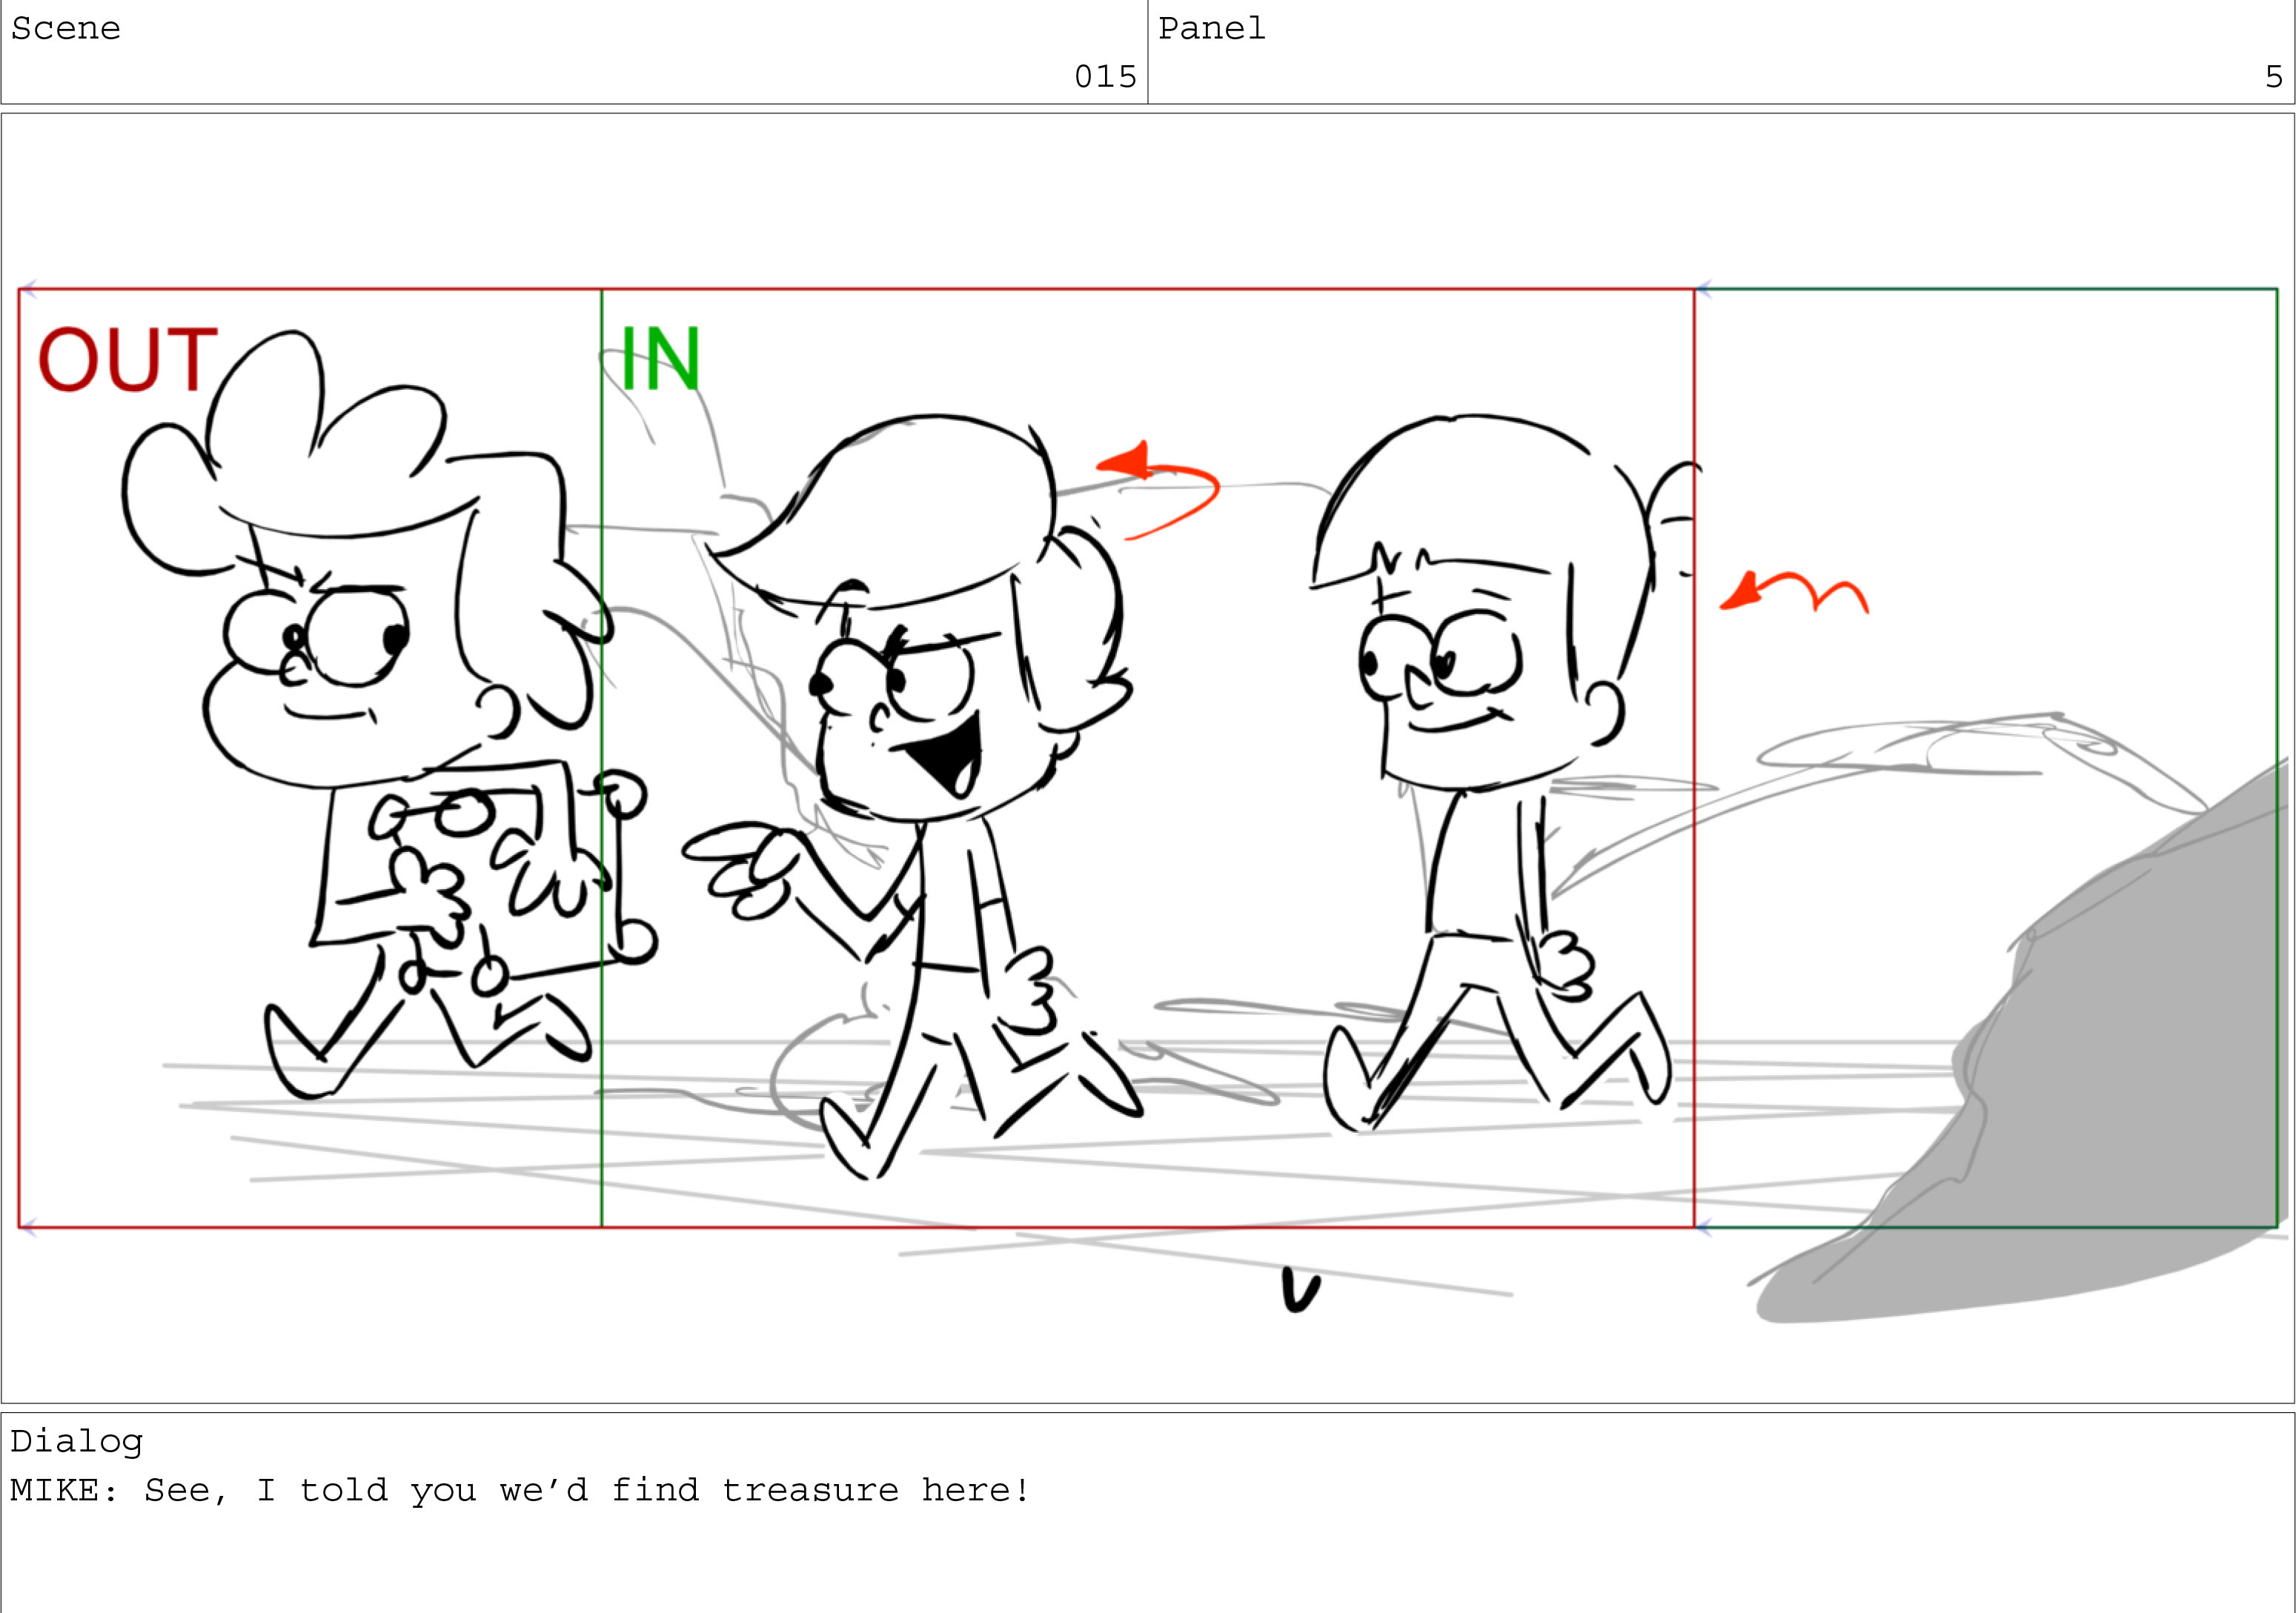 Scene
015
Panel
5
OUT
IN
Dialog
MIKE: See, I told you we’d find treasure here!